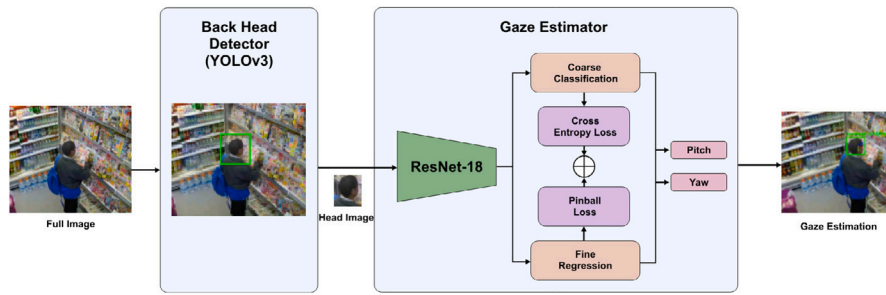 Back Head
Detector
(YOLOv3)
Gaze Estimator
Coarse
Classification
Cross
Entropy Loss
ResNet-18
Pitch
Yaw
Pinball
Loss
Fine
Regression
Full Image
Head Image
Gaze Estimation